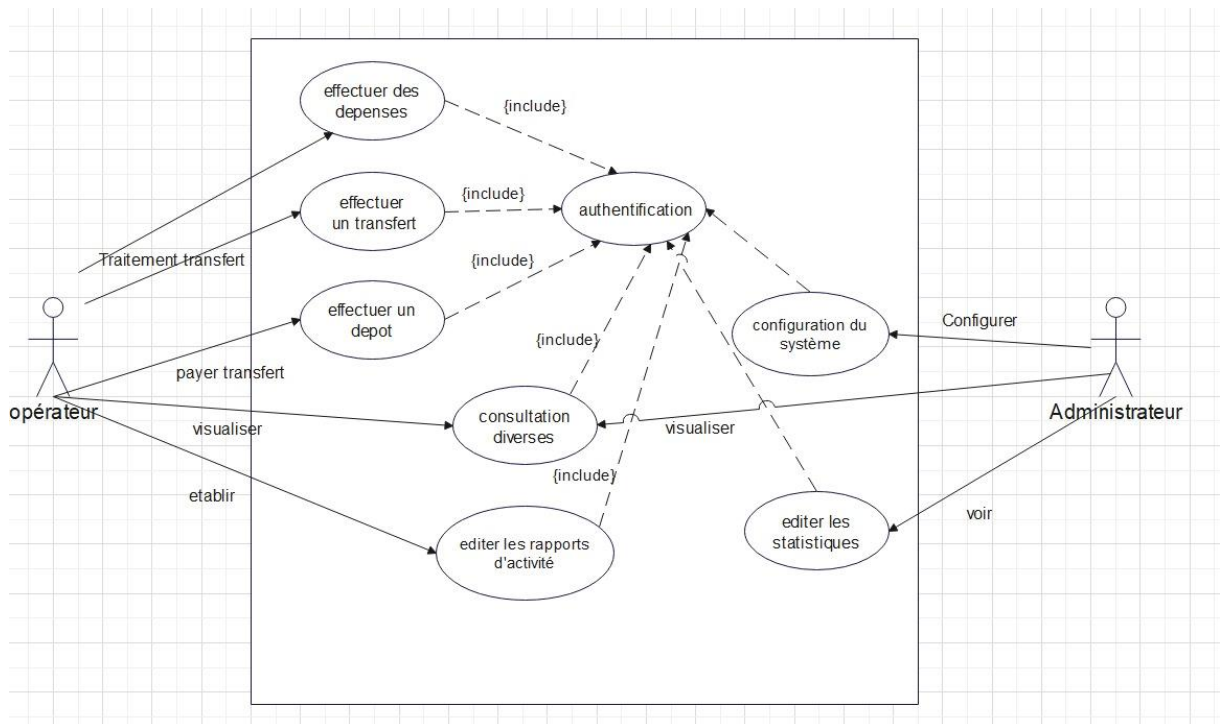 effectuer des
depenses
{include}
effectuer
un transfert
{include}
authentification
Traitement transfert
{include}
effectuer un
depot
configuration du
système
Configurer
{include}
payer transfert
opérateur
visualiser
consultation
diverses
visualiser
Administrateur
{include}
etablir
editer les rapports
d'activité
editer les
statistiques
voir